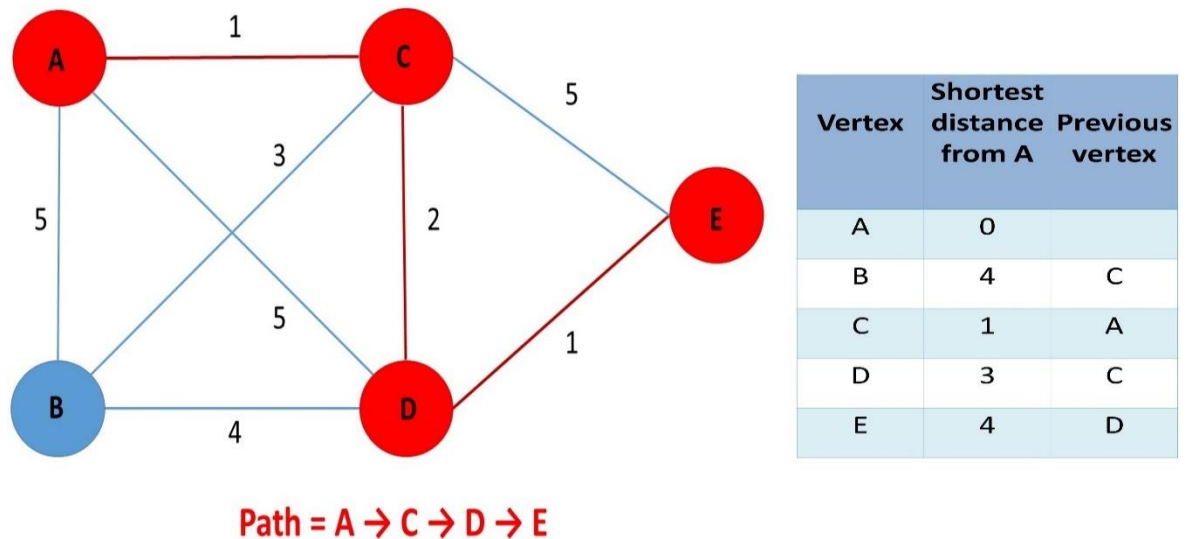 1
A
C
5
3
5
2
E
5
1
B
D
4
Path = A → C → D → E
Vertex Shortest distance from A Previous vertex
A 0
B 4 C
C 1 A
D 3 C
E 4 D